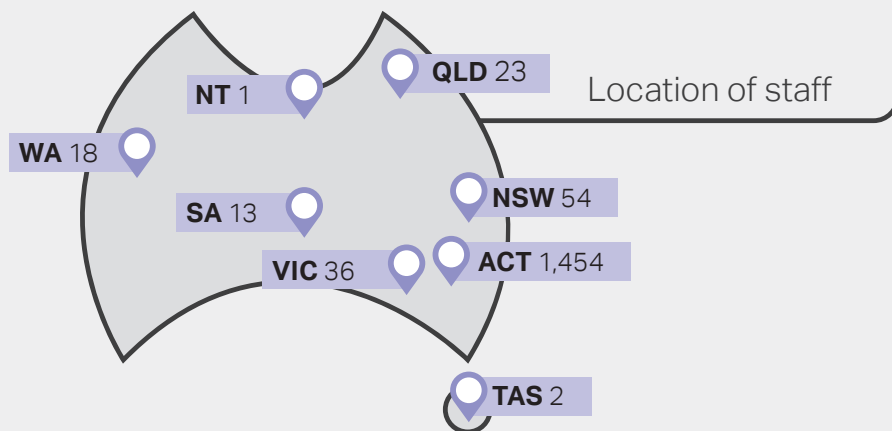 QLD 23
NT 1
Location of staff
WA 18
NSW 54
SA 13
ACT 1,454
VIC 36
TAS 2